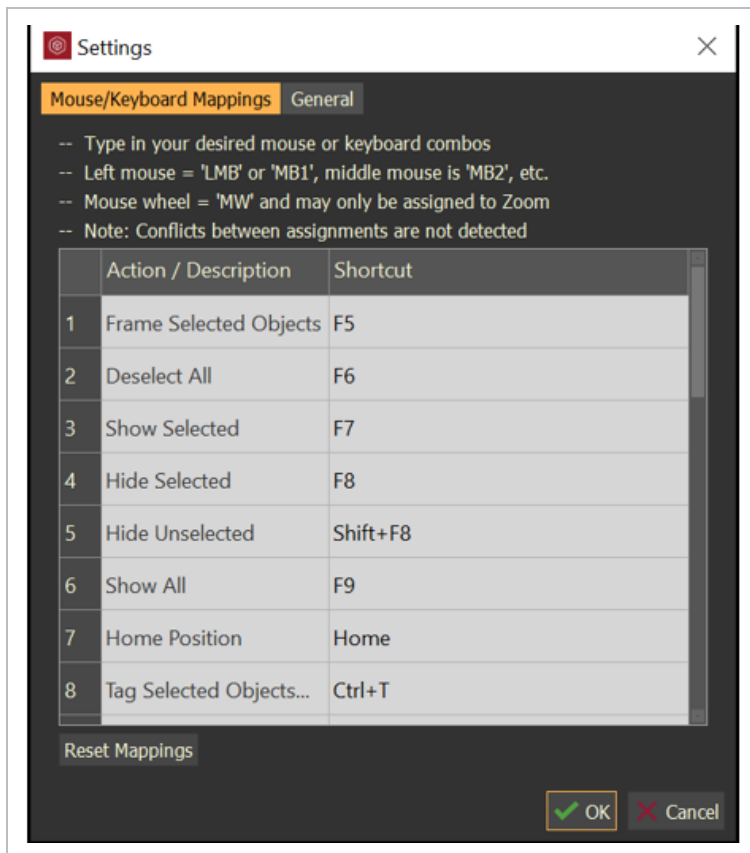 Settings
Mouse/Keyboard Mappings General
-- Type in your desired mouse or keyboard combos
-- Left mouse = 'LMB' or 'MB1', middle mouse is 'MB2', etc.
-- Mouse wheel = 'MW' and may only be assigned to Zoom
-- Note: Conflicts between assignments are not detected
Action / Description Shortcut
1 Frame Selected Objects F5
2 Deselect All F6
3 Show Selected F7
4 Hide Selected F8
5 Hide Unselected Shift+F8
6 Show All F9
7 Home Position Home
8 Tag Selected Objects... Ctrl+T
Reset Mappings
OK Cancel